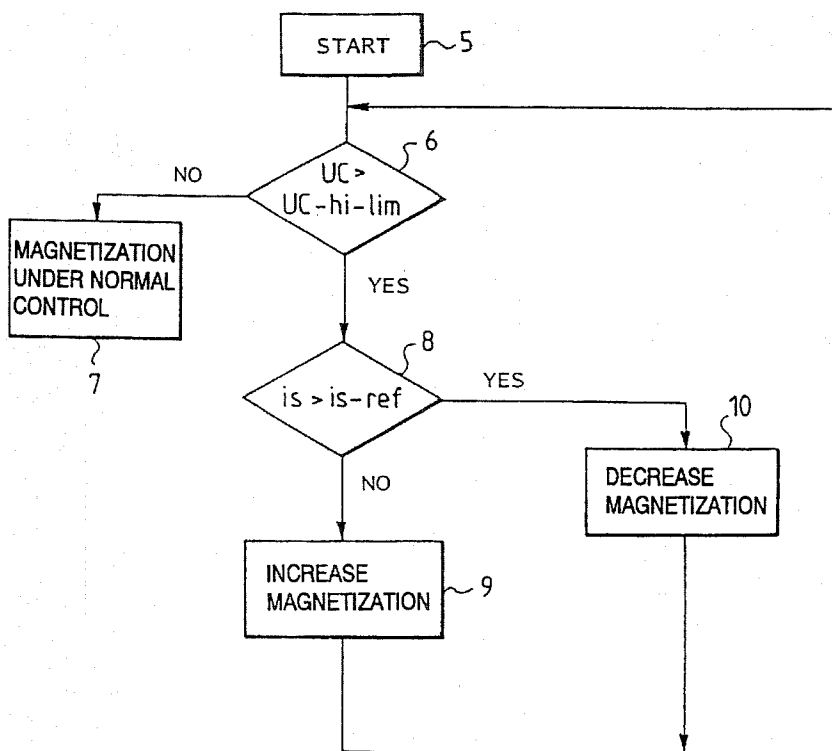 START
5
6
UC >
UC-hi-lim
NO
MAGNETIZATION
UNDER NORMAL
CONTROL
7
YES
8
is > is-ref
YES
10
DECREASE
MAGNETIZATION
NO
INCREASE
MAGNETIZATION
9